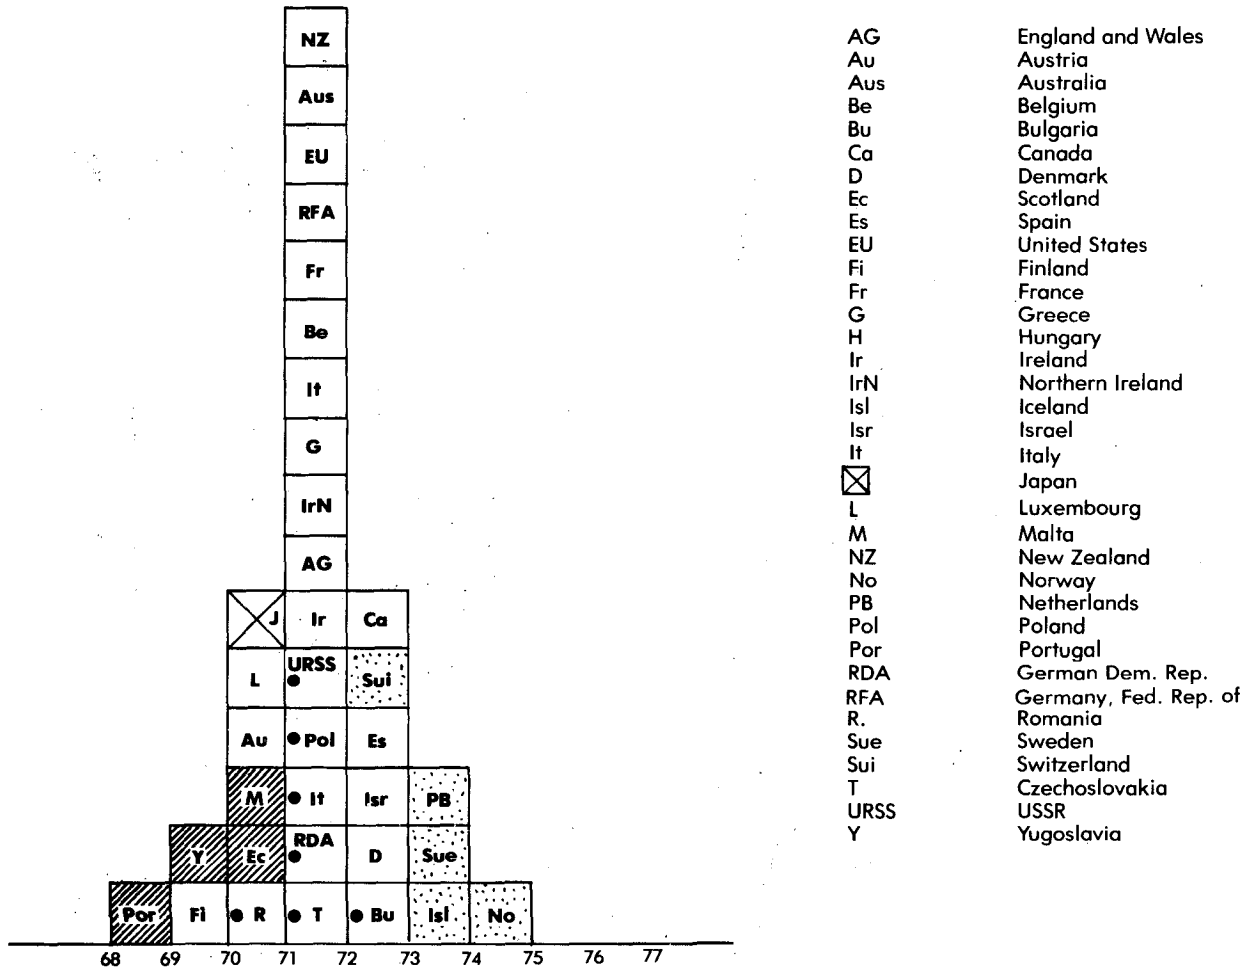 NZ
Aus
EU
RFA
Fr
Be
It
G
IrN
AG
J Ir Ca
L URSS Sui
Au Pol Es
M It Isr PB
Y Ec RDA D Sue
Por Fi R T Bu Isl No
68 69 70 71 72 73 74 75 76 77
AG England and Wales
Au Austria
Aus Australia
Be Belgium
Bu Bulgaria
Ca Canada
D Denmark
Ec Scotland
Es Spain
EU United States
Fi Finland
Fr France
G Greece
H Hungary
Ir Ireland
IrN Northern Ireland
Isl Iceland
Isr Israel
It Italy
Japan
L Luxembourg
M Malta
NZ New Zealand
No Norway
PB Netherlands
Pol Poland
Por Portugal
RDA German Dem. Rep.
RFA Germany, Fed. Rep. of
R. Romania
Sue Sweden
Sui Switzerland
T Czechoslovakia
URSS USSR
Y Yugoslavia